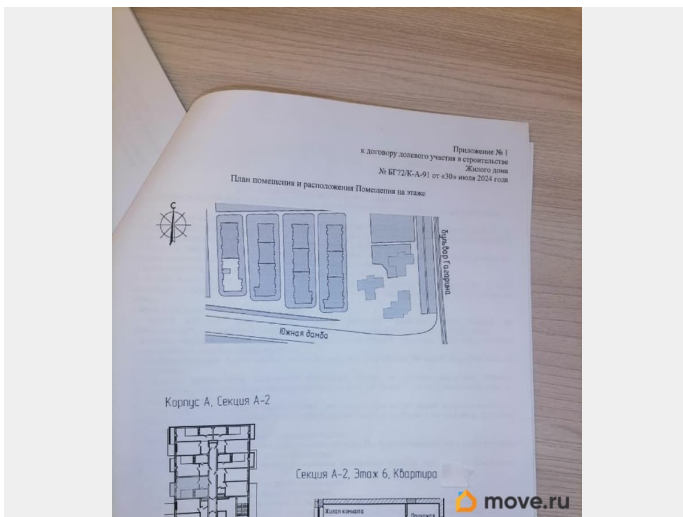 Приложение № 1
к договору долевого участия в строительстве
Жилого дома
№ БГ72/К-А-91 от «30» июля 2024 года
План помещения и расположения Помещения на этаже
С
бульвар Гагарина
Южная дамба
Корпус А, Секция А-2
Секция А-2, Этаж 6, Квартира
Жилая комната
move.ru